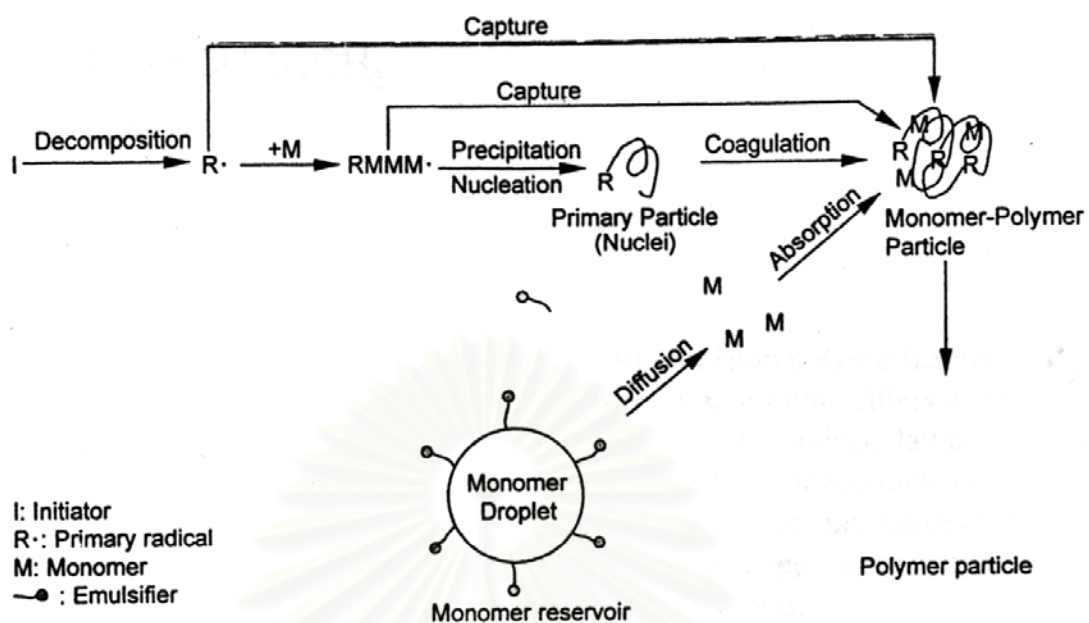 Capture
Capture
Decomposition
+M
Precipitation
Coagulation
I
R·
RMMM·
Nucleation
R
M
M
R
R
R
M
Primary Particle
(Nuclei)
Absorption
Monomer-Polymer
Particle
M
M
M
Diffusion
Monomer
Droplet
I: Initiator
R·: Primary radical
M: Monomer
: Emulsifier
Polymer particle
Monomer reservoir